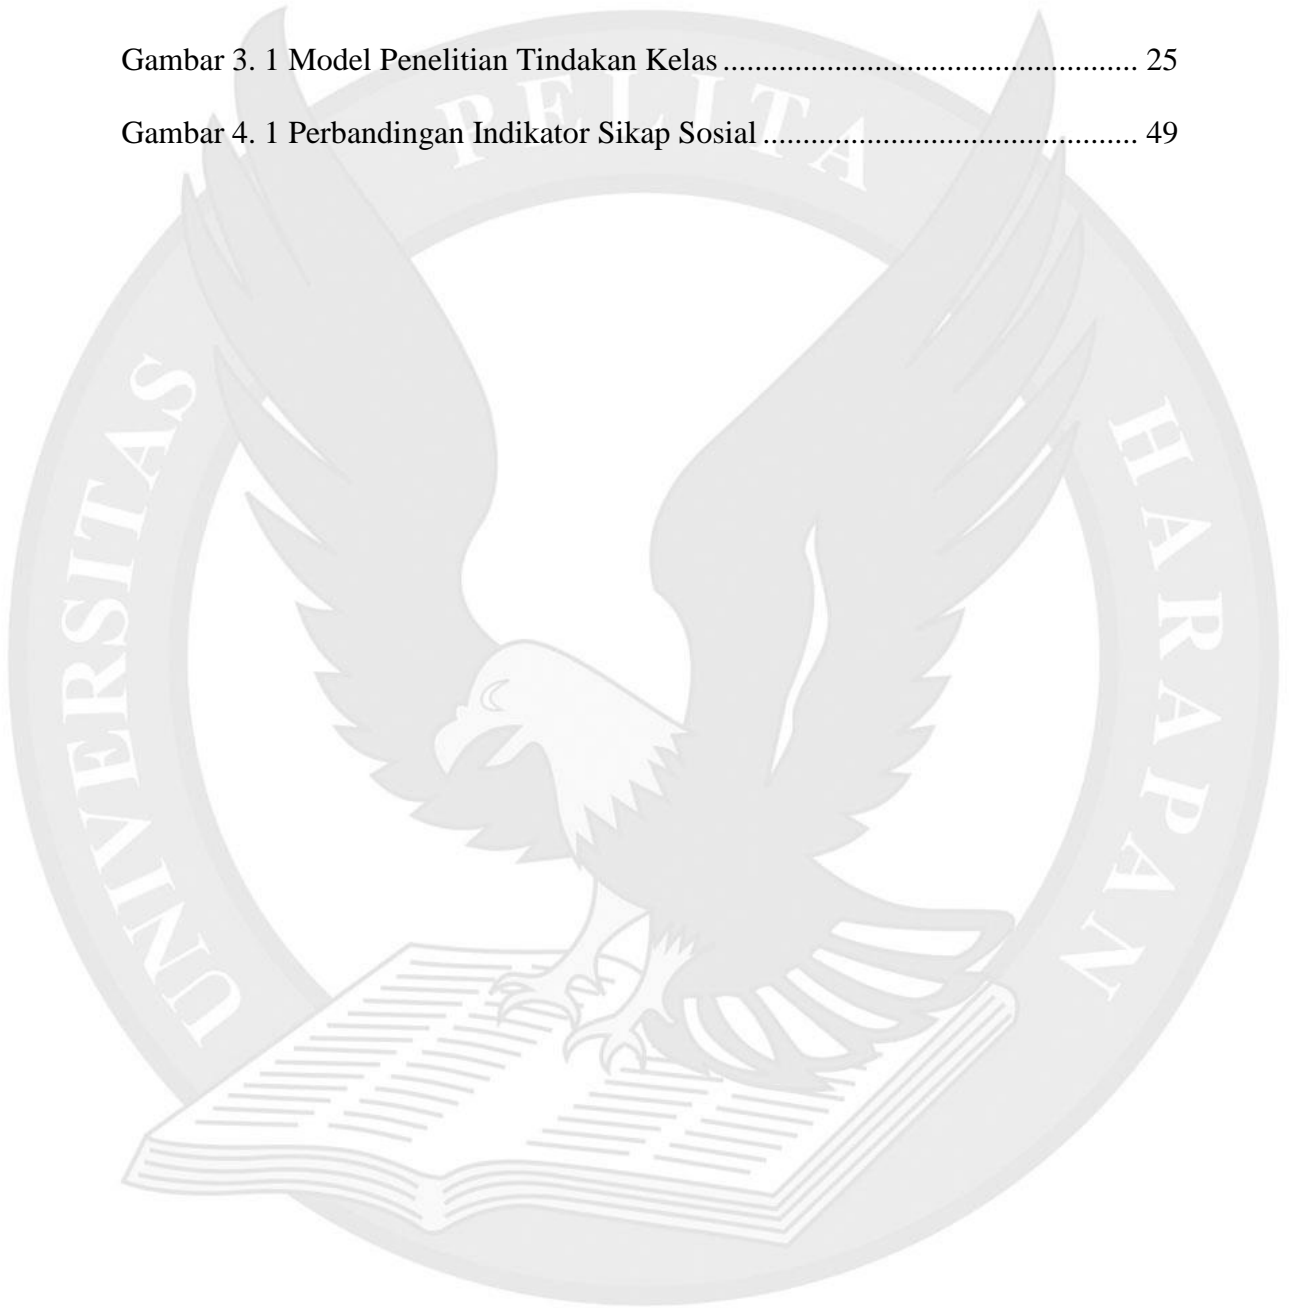 Gambar 3. 1 Model Penelitian Tindakan Kelas .................................................... 25
Gambar 4. 1 Perbandingan Indikator Sikap Sosial ............................................... 49
UNIVERSITAS PELITA HARAPAN